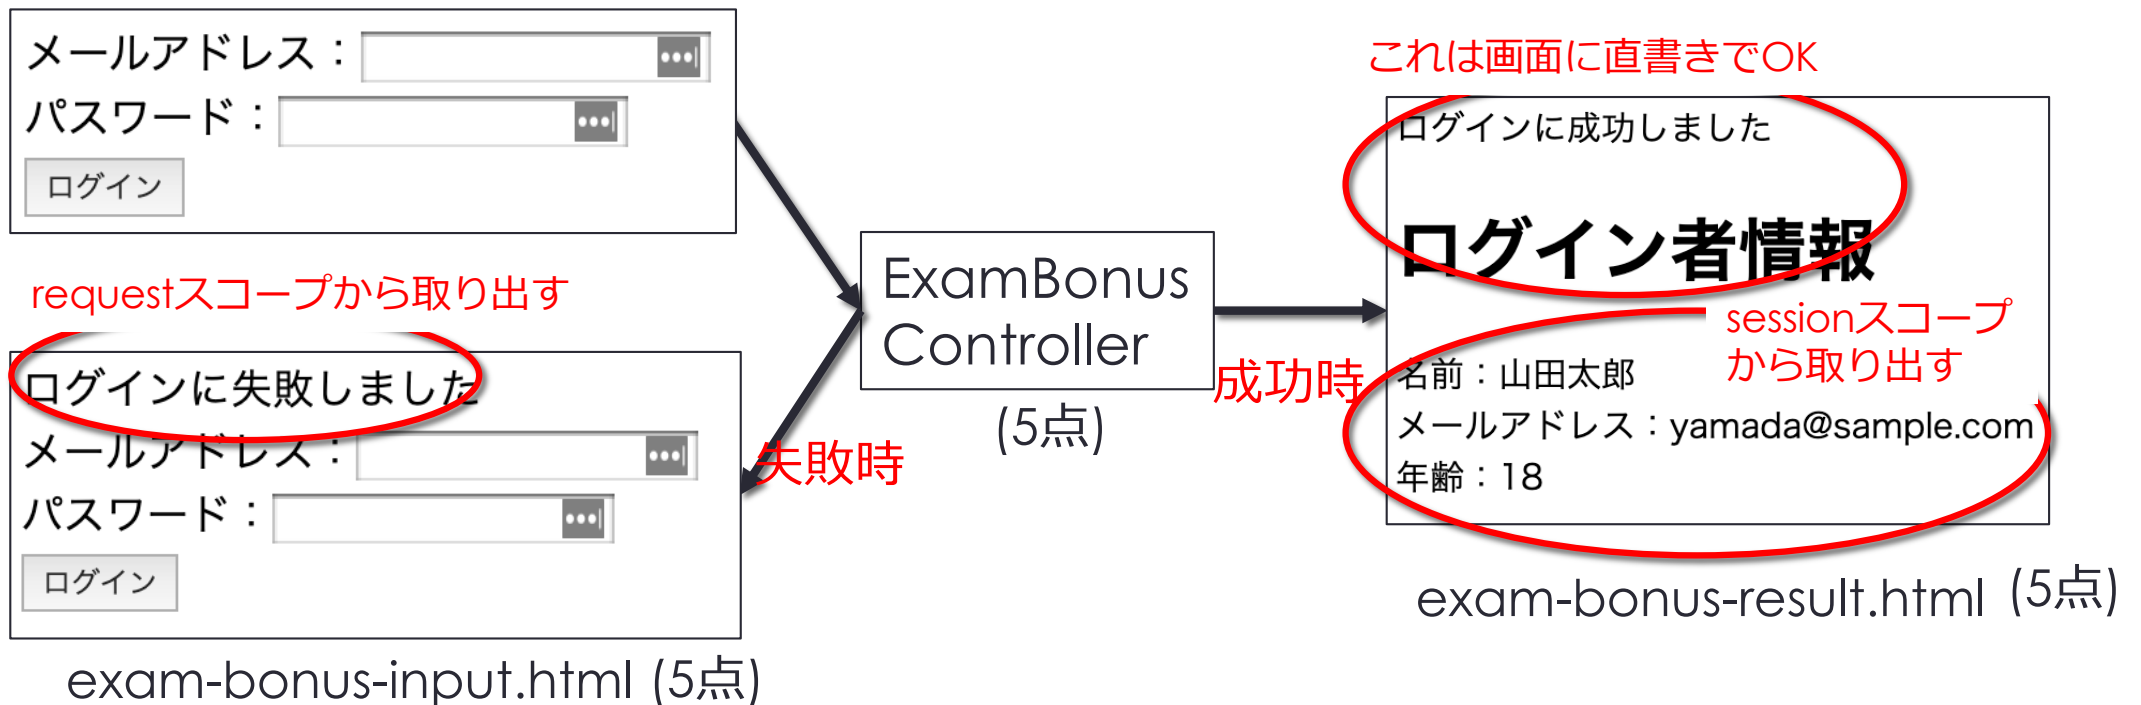 メールアドレス：
パスワード：
ログイン
requestスコープから取り出す
ログインに失敗しました
メールアドレス：
パスワード：
ログイン
exam-bonus-input.html (5点)
失敗時
ExamBonus
Controller
(5点)
成功時
これは画面に直書きでOK
ログインに成功しました
ログイン者情報
sessionスコープ
から取り出す
名前：山田太郎
メールアドレス：yamada@sample.com
年齢：18
exam-bonus-result.html (5点)